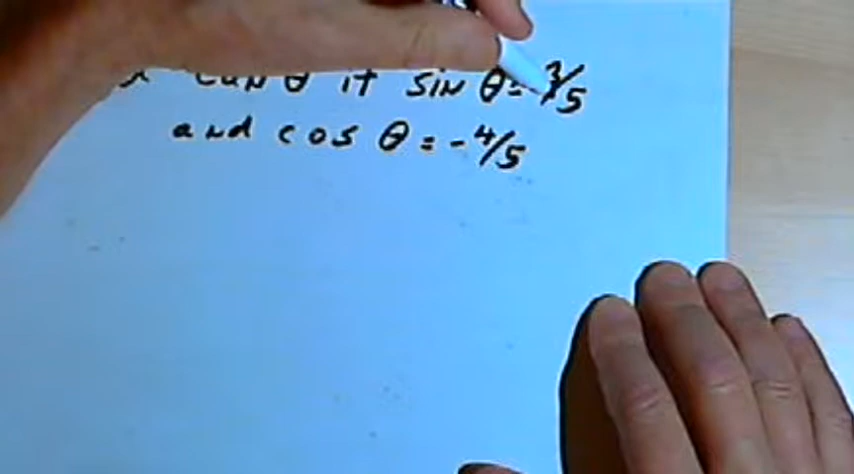 tan θ if sin θ = 3/5
and cos θ = -4/5